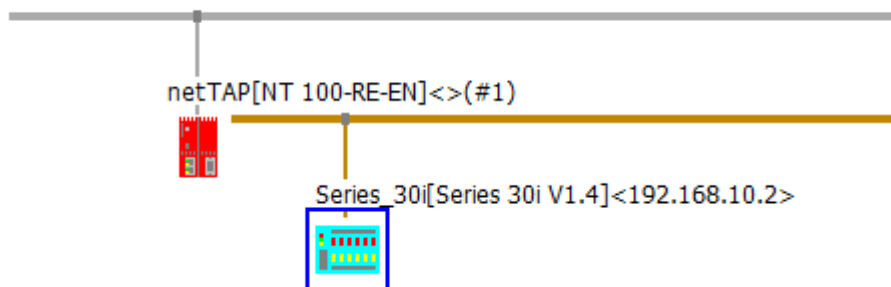 netTAP[NT 100-RE-EN]<>(#1)
Series_30i[Series 30i V1.4]<192.168.10.2>